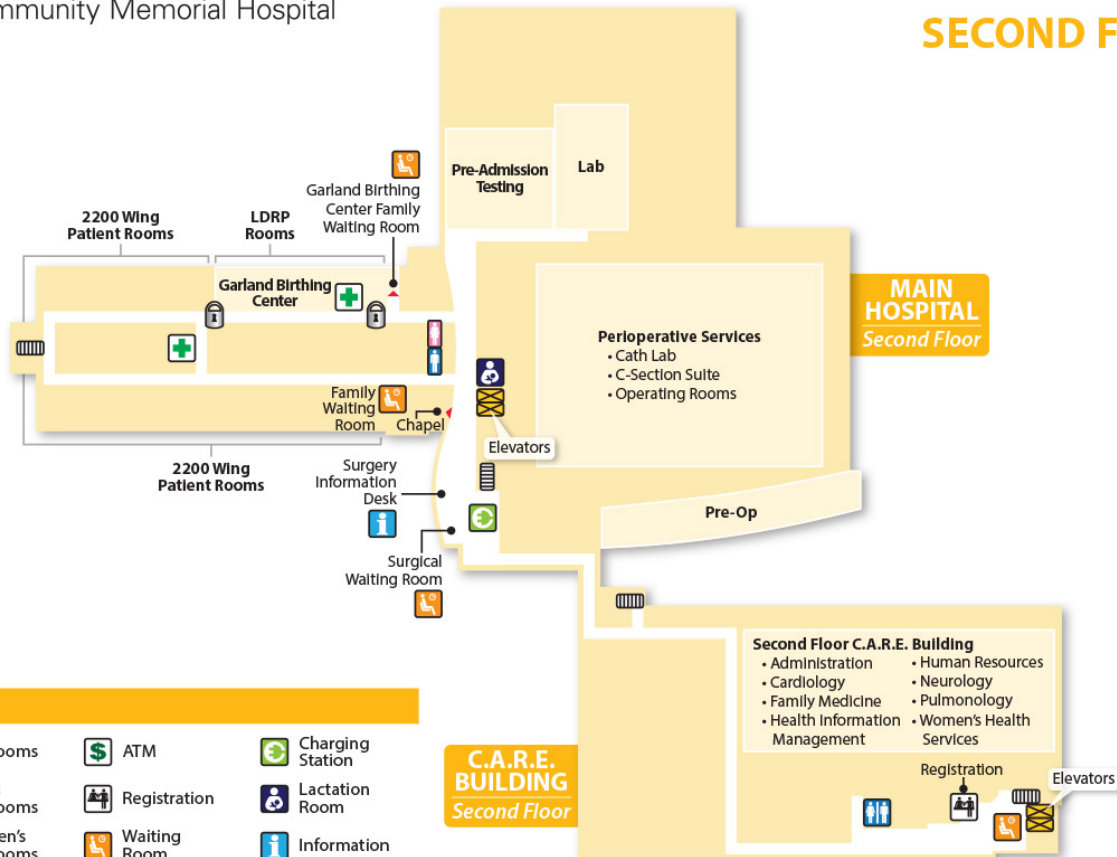 mmunity Memorial Hospital
SECOND F
Pre-Admission
Testing
Lab
Garland Birthing
Center Family
Waiting Room
2200 Wing
Patient Rooms
LDRP
Rooms
Garland Birthing
Center
MAIN
HOSPITAL
Second Floor
Perioperative Services
• Cath Lab
• C-Section Suite
• Operating Rooms
Family
Waiting
Room
Chapel
Elevators
2200 Wing
Patient Rooms
Surgery
Information
Desk
Pre-Op
Surgical
Waiting Room
Second Floor C.A.R.E. Building
• Administration
• Cardiology
• Family Medicine
• Health Information
Management
• Human Resources
• Neurology
• Pulmonology
• Women's Health
Services
Registration
Elevators
C.A.R.E.
BUILDING
Second Floor
ooms
ooms
en's
ooms
$ ATM
Registration
Waiting
Room
Charging
Station
Lactation
Room
i Information